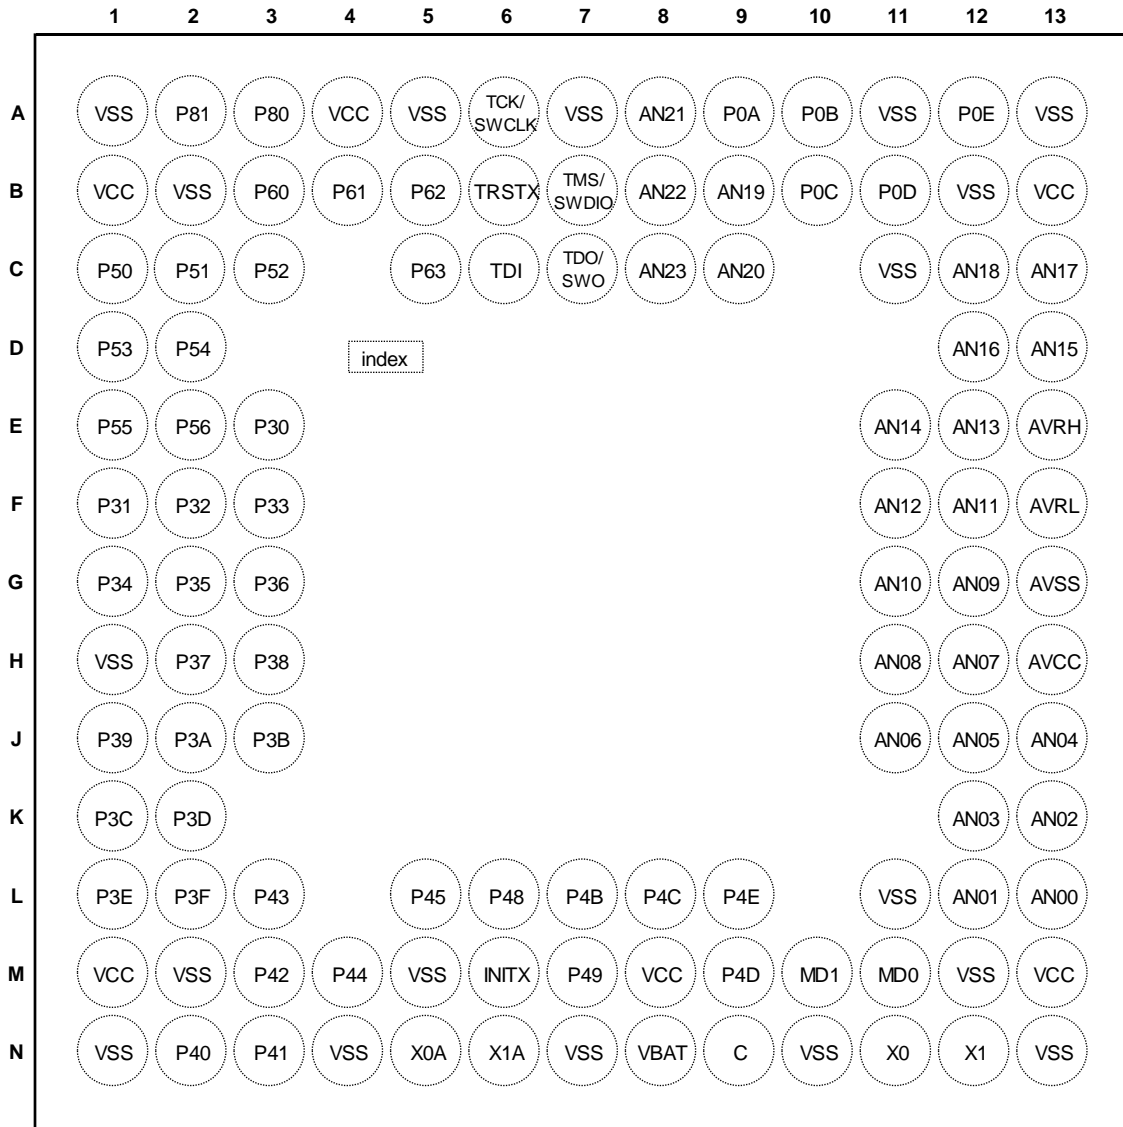 1 2 3 4 5 6 7 8 9 10 11 12 13
A VSS P81 P80 VCC VSS TCK/ SWCLK VSS AN21 P0A P0B VSS P0E VSS
B VCC VSS P60 P61 P62 TRSTX TMS/ SWDIO AN22 AN19 P0C P0D VSS VCC
C P50 P51 P52 P63 TDI TDO/ SWO AN23 AN20 VSS AN18 AN17
D P53 P54 index AN16 AN15
E P55 P56 P30 AN14 AN13 AVRH
F P31 P32 P33 AN12 AN11 AVRL
G P34 P35 P36 AN10 AN09 AVSS
H VSS P37 P38 AN08 AN07 AVCC
J P39 P3A P3B AN06 AN05 AN04
K P3C P3D AN03 AN02
L P3E P3F P43 P45 P48 P4B P4C P4E VSS AN01 AN00
M VCC VSS P42 P44 VSS INITX P49 VCC P4D MD1 MD0 VSS VCC
N VSS P40 P41 VSS X0A X1A VSS VBAT C VSS X0 X1 VSS